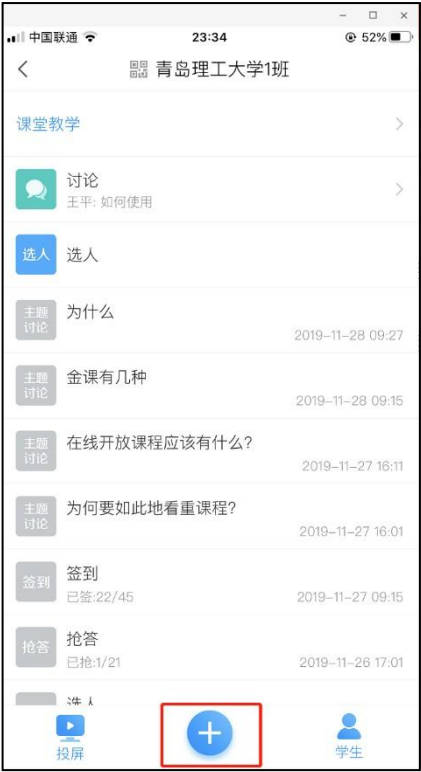 中国联通
23:34
52%
青岛理工大学1班
课堂教学
讨论
王平: 如何使用
选人
选人
主题
讨论
为什么
2019-11-28 09:27
主题
讨论
金课有几种
2019-11-28 09:15
主题
讨论
在线开放课程应该有什么?
2019-11-27 16:11
主题
讨论
为何要如此地看重课程?
2019-11-27 16:01
签到
签到
已签:22/45
2019-11-27 09:15
抢答
抢答
已抢:1/21
2019-11-26 17:01
选人
投屏
学生